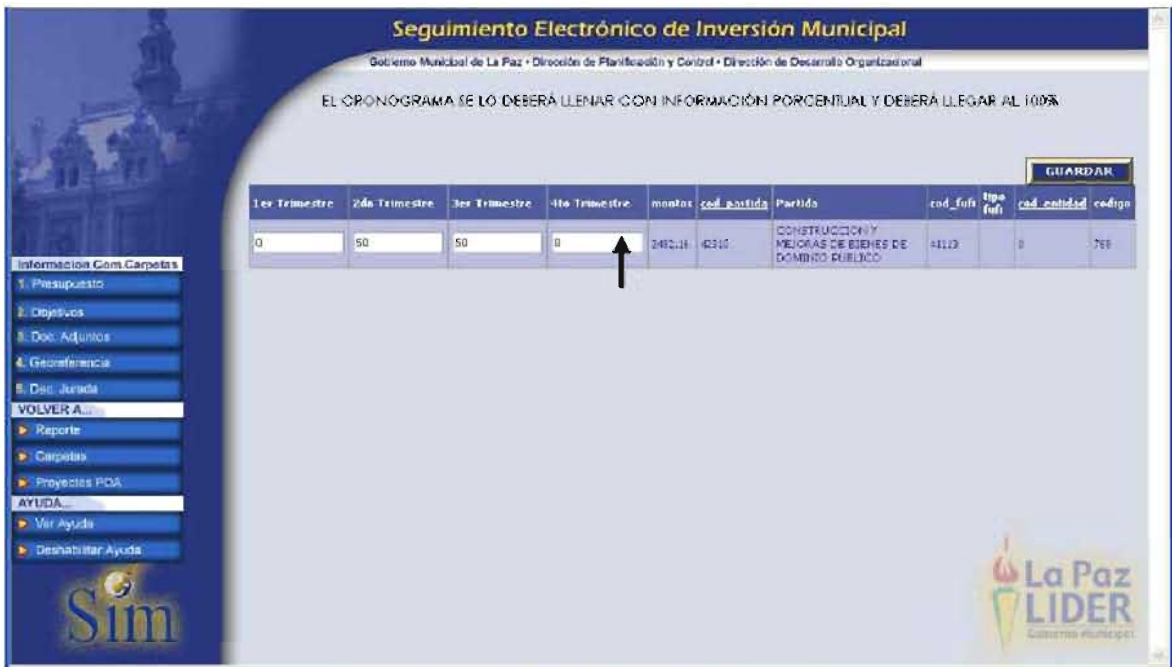 Seguimiento Electrónico de Inversión Municipal
Gobierno Municipal de La Paz • Dirección de Planificación y Control • Dirección de Desarrollo Organizacional
EL CRONOGRAMA SE LO DEBERÁ LLENAR CON INFORMACIÓN PORCENTUAL Y DEBERÁ LLEGAR AL 100%
GUARDAR
1er Trimestre 2do Trimestre 3er Trimestre 4to Trimestre montos cod_partida Partida cod_fufi tipo fufi cod_entidad codigo
0 50 50 0 CONSTRUCCION Y MEJORAS DE BIENES DE DOMINIO PUBLICO 0
Informacion Com.Carpetas
1. Presupuesto
2. Objetivos
3. Doc. Adjuntos
4. Georeferencia
5. Dec. Jurada
VOLVER A...
Reporte
Carpetas
Proyectos POA
AYUDA...
Ver Ayuda
Deshabilitar Ayuda
Sim
La Paz
LIDER
Gobierno Municipal